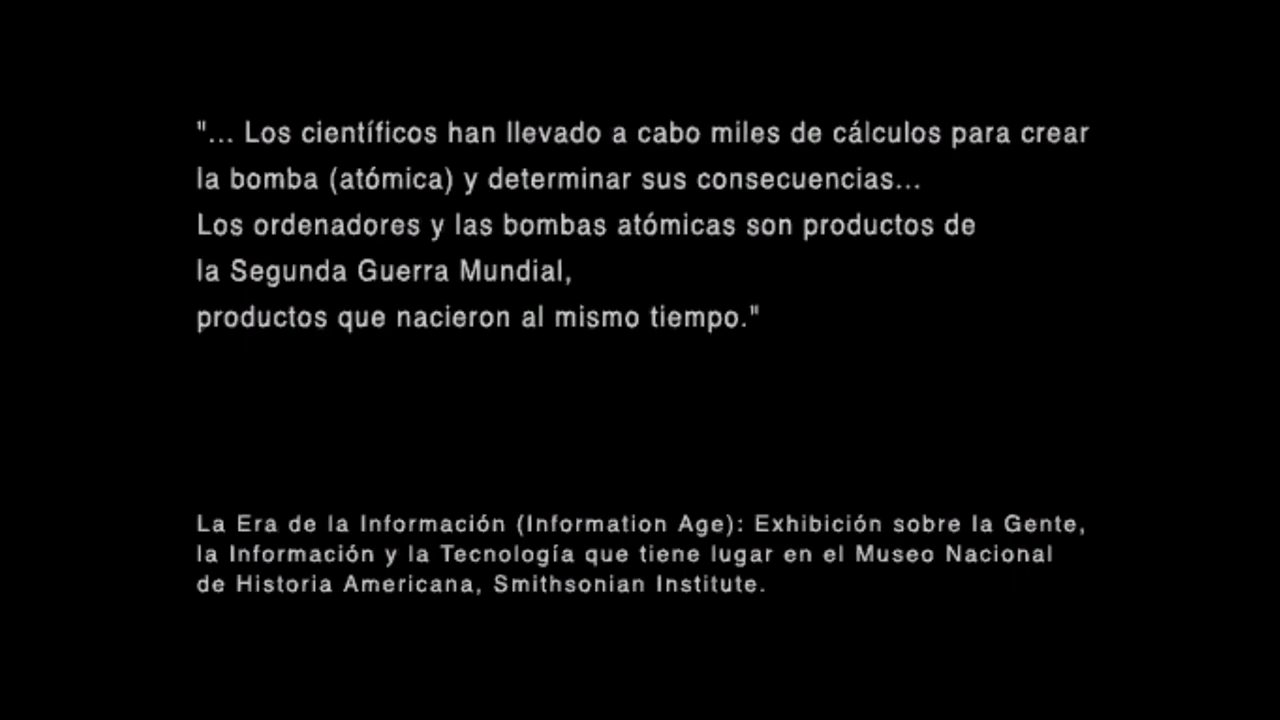 "... Los científicos han llevado a cabo miles de cálculos para crear
la bomba (atómica) y determinar sus consecuencias...
Los ordenadores y las bombas atómicas son productos de
la Segunda Guerra Mundial,
productos que nacieron al mismo tiempo."
La Era de la Información (Information Age): Exhibición sobre la Gente,
la Información y la Tecnología que tiene lugar en el Museo Nacional
de Historia Americana, Smithsonian Institute.